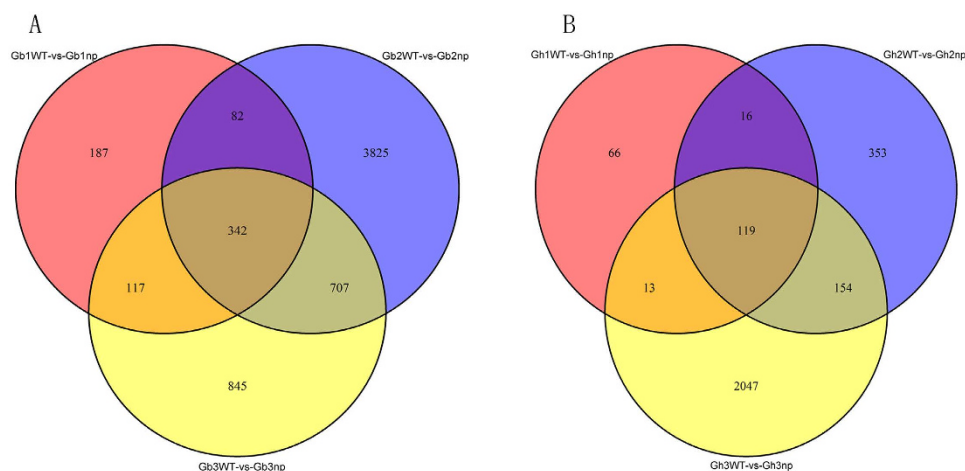 A
B
Gb1WT-vs-Gb1np
Gb2WT-vs-Gb2np
Gh1WT-vs-Gh1np
Gh2WT-vs-Gh2np
82
16
187
3825
66
353
342
119
117
707
13
154
845
2047
Gb3WT-vs-Gb3np
Gh3WT-vs-Gh3np